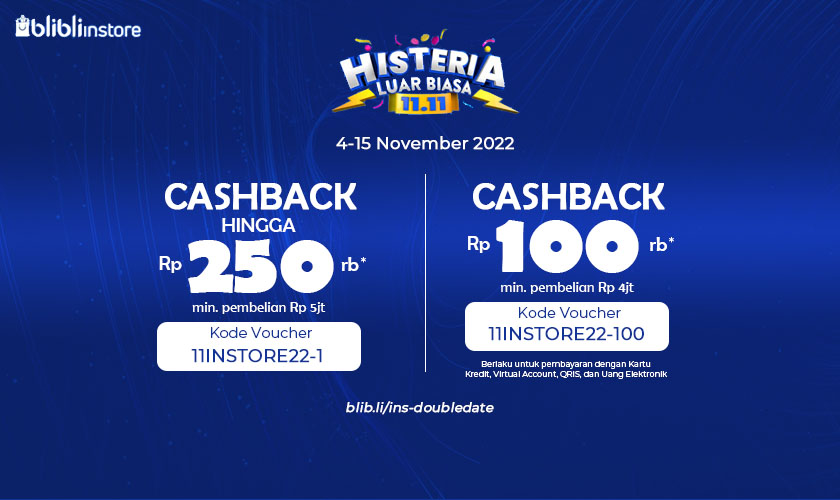 blibli instore
HISTERIA
LUAR BIASA
11.11
4-15 November 2022
CASHBACK
HINGGA
Rp 250 rb*
min. pembelian Rp 5jt
Kode Voucher
11INSTORE22-1
CASHBACK
Rp 100 rb*
min. pembelian Rp 4jt
Kode Voucher
11INSTORE22-100
Berlaku untuk pembayaran dengan Kartu
Kredit, Virtual Account, QRIS, dan Uang Elektronik
blib.li/ins-doubledate